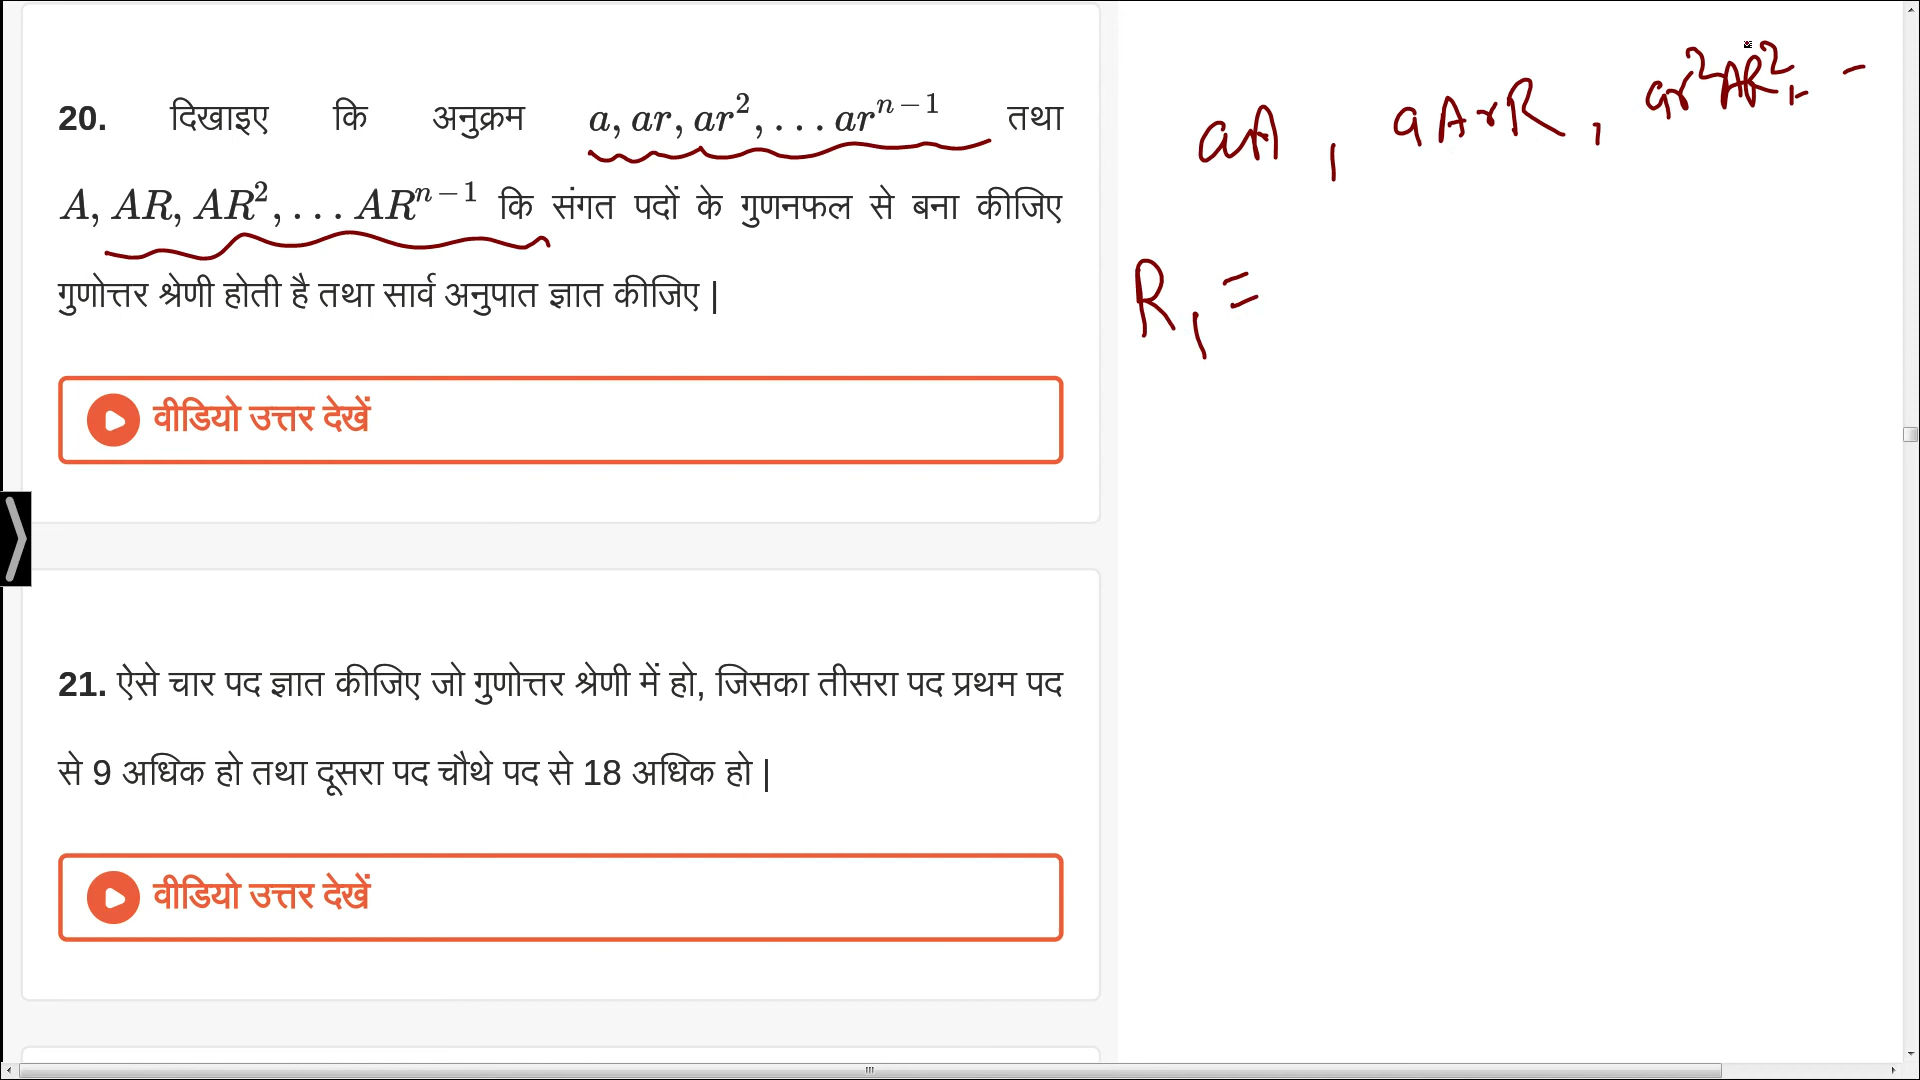 20. दिखाइए कि अनुक्रम a, ar, ar², ... arⁿ⁻¹ तथा
A, AR, AR², ... ARⁿ⁻¹ कि संगत पदों के गुणनफल से बना कीजिए
गुणोत्तर श्रेणी होती है तथा सार्व अनुपात ज्ञात कीजिए |
वीडियो उत्तर देखें
21. ऐसे चार पद ज्ञात कीजिए जो गुणोत्तर श्रेणी में हो, जिसका तीसरा पद प्रथम पद
से 9 अधिक हो तथा दूसरा पद चौथे पद से 18 अधिक हो |
वीडियो उत्तर देखें
aA , aArR , ar²AR², -
R₁ =